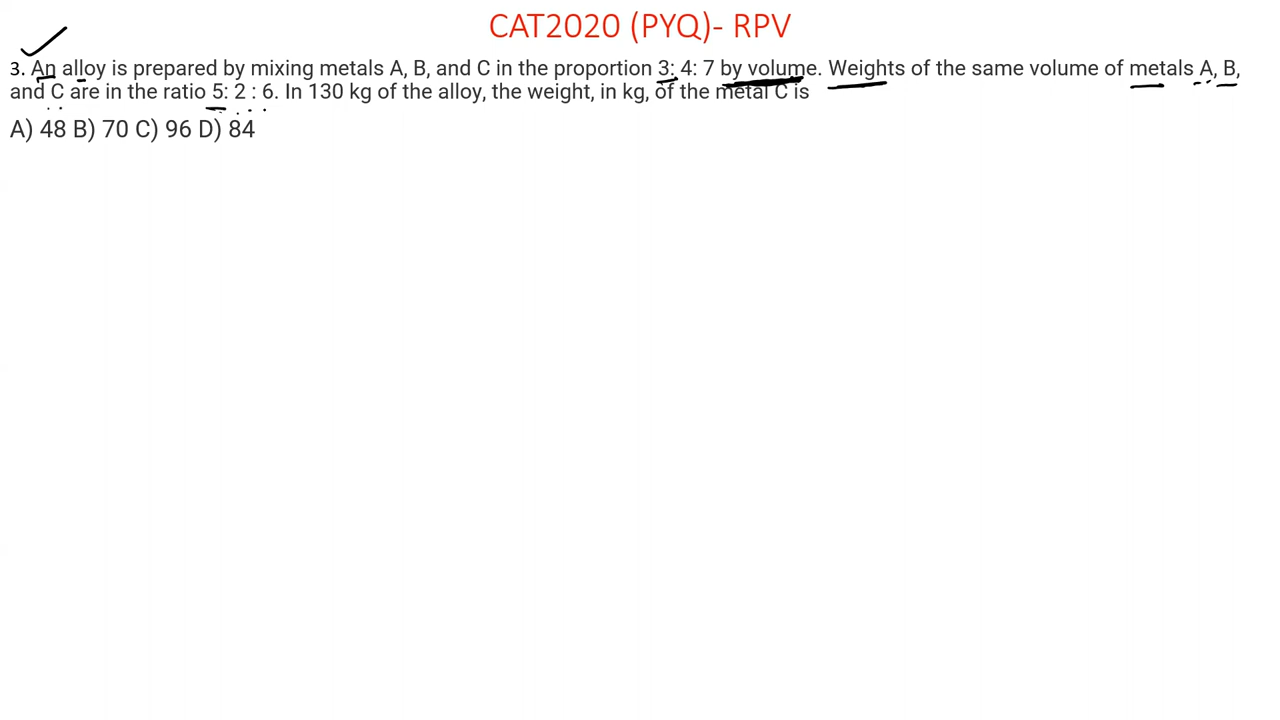 CAT2020 (PYQ)- RPV
3. An alloy is prepared by mixing metals A, B, and C in the proportion 3: 4: 7 by volume. Weights of the same volume of metals A, B,
and C are in the ratio 5: 2 : 6. In 130 kg of the alloy, the weight, in kg, of the metal C is
A) 48 B) 70 C) 96 D) 84